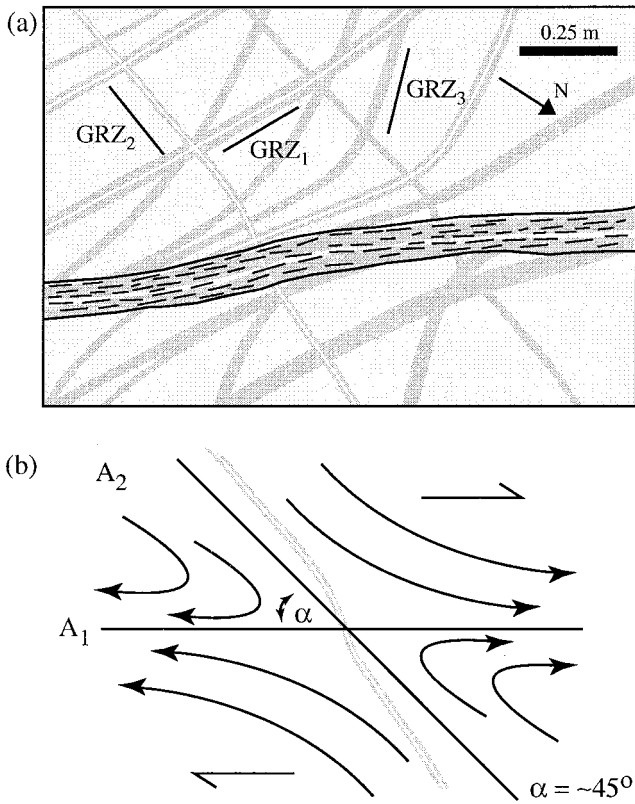 (a)
0.25 m
N
GRZ₃
GRZ₂
GRZ₁
(b)
A₂
α
A₁
α = ~45°